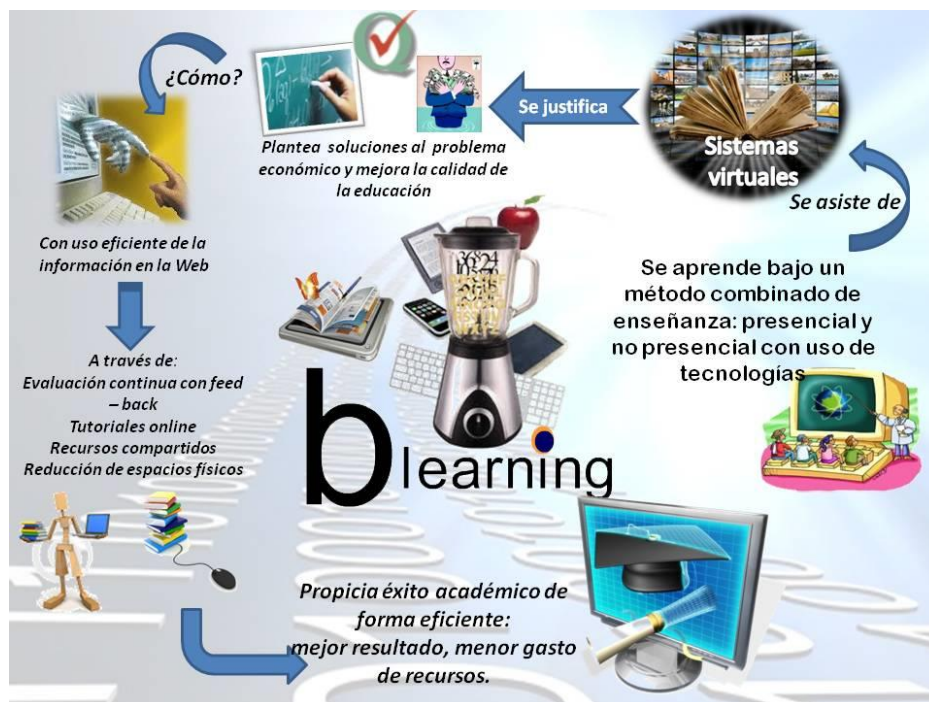 ¿Cómo?
Se justifica
Sistemas
virtuales
Plantea soluciones al problema
económico y mejora la calidad de
la educación
Se asiste de
Con uso eficiente de la
información en la Web
Se aprende bajo un
método combinado de
enseñanza: presencial y
no presencial con uso de
tecnologías
A través de:
Evaluación continua con feed
– back
Tutoriales online
Recursos compartidos
Reducción de espacios físicos
b learning
Propicia éxito académico de
forma eficiente:
mejor resultado, menor gasto
de recursos.